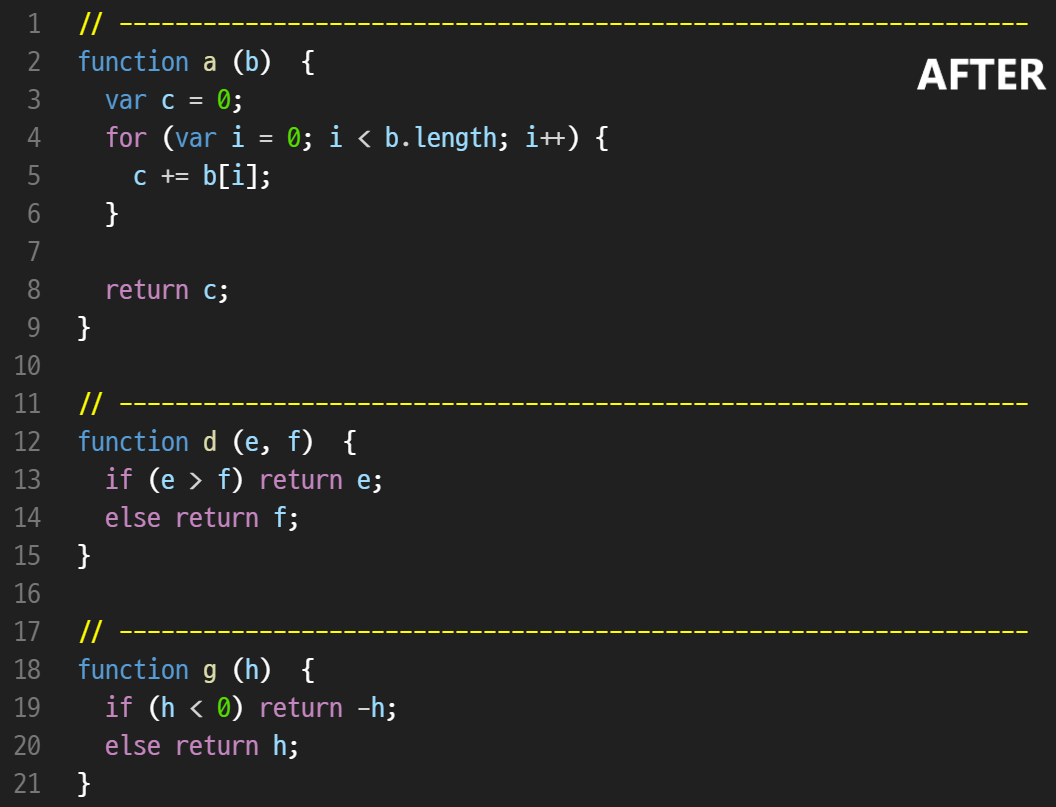 1 // -----------------------------------------------------------------
2 function a (b)  {
AFTER
3   var c = 0;
4   for (var i = 0; i < b.length; i++) {
5     c += b[i];
6   }
7
8   return c;
9 }
10
11 // -----------------------------------------------------------------
12 function d (e, f)  {
13   if (e > f) return e;
14   else return f;
15 }
16
17 // -----------------------------------------------------------------
18 function g (h)  {
19   if (h < 0) return -h;
20   else return h;
21 }